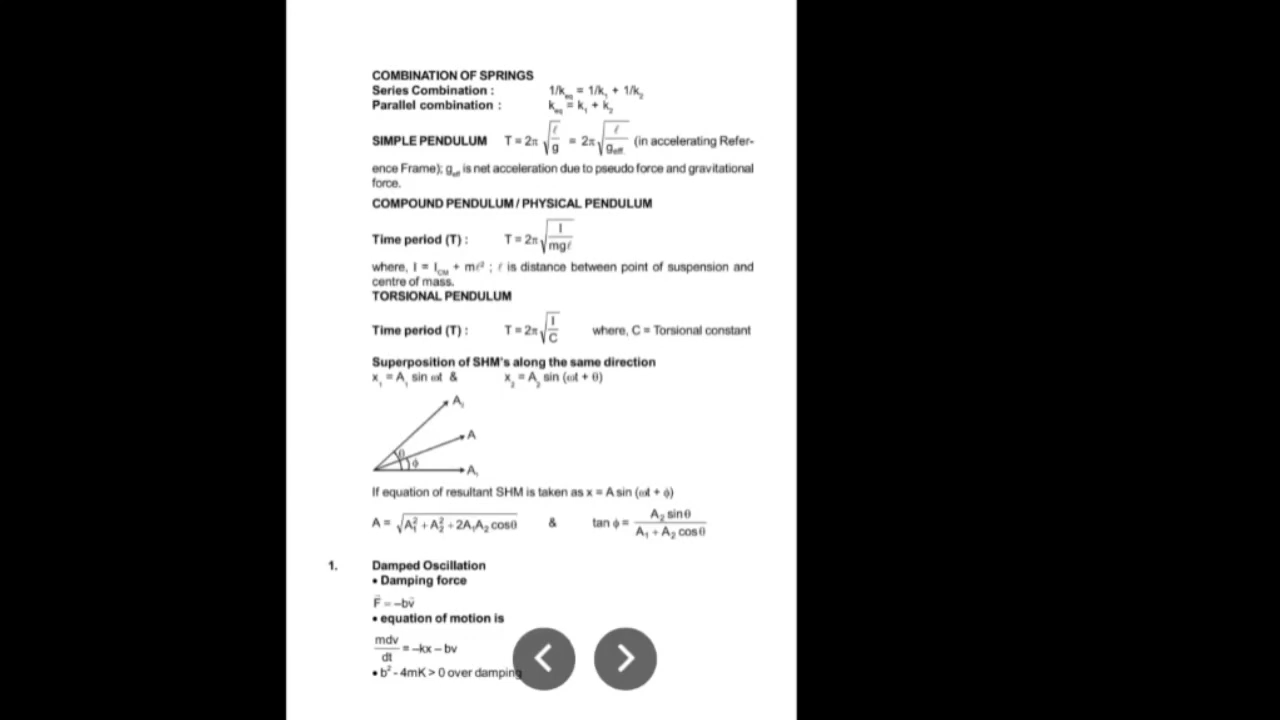 COMBINATION OF SPRINGS
Series Combination : 1/k_eq = 1/k₁ + 1/k₂
Parallel combination : k_eq = k₁ + k₂
SIMPLE PENDULUM T = 2π √(ℓ/g) = 2π √(ℓ/g_eff.) (in accelerating Refer-
ence Frame); g_eff is net acceleration due to pseudo force and gravitational
force.
COMPOUND PENDULUM / PHYSICAL PENDULUM
Time period (T) : T = 2π √(I/mgℓ)
where, I = I_CM + mℓ² ; ℓ is distance between point of suspension and
centre of mass.
TORSIONAL PENDULUM
Time period (T) : T = 2π √(I/C) where, C = Torsional constant
Superposition of SHM's along the same direction
x₁ = A₁ sin ωt & x₂ = A₂ sin (ωt + θ)
A₂
A
θ
ϕ
A₁
If equation of resultant SHM is taken as x = A sin (ωt + ϕ)
A = √(A₁² + A₂² + 2A₁A₂ cosθ) & tan ϕ = A₂ sinθ / A₁ + A₂ cosθ
1. Damped Oscillation
• Damping force
F⃗ = –bv⃗
• equation of motion is
mdv/dt = –kx – bv
• b² - 4mK > 0 over damping